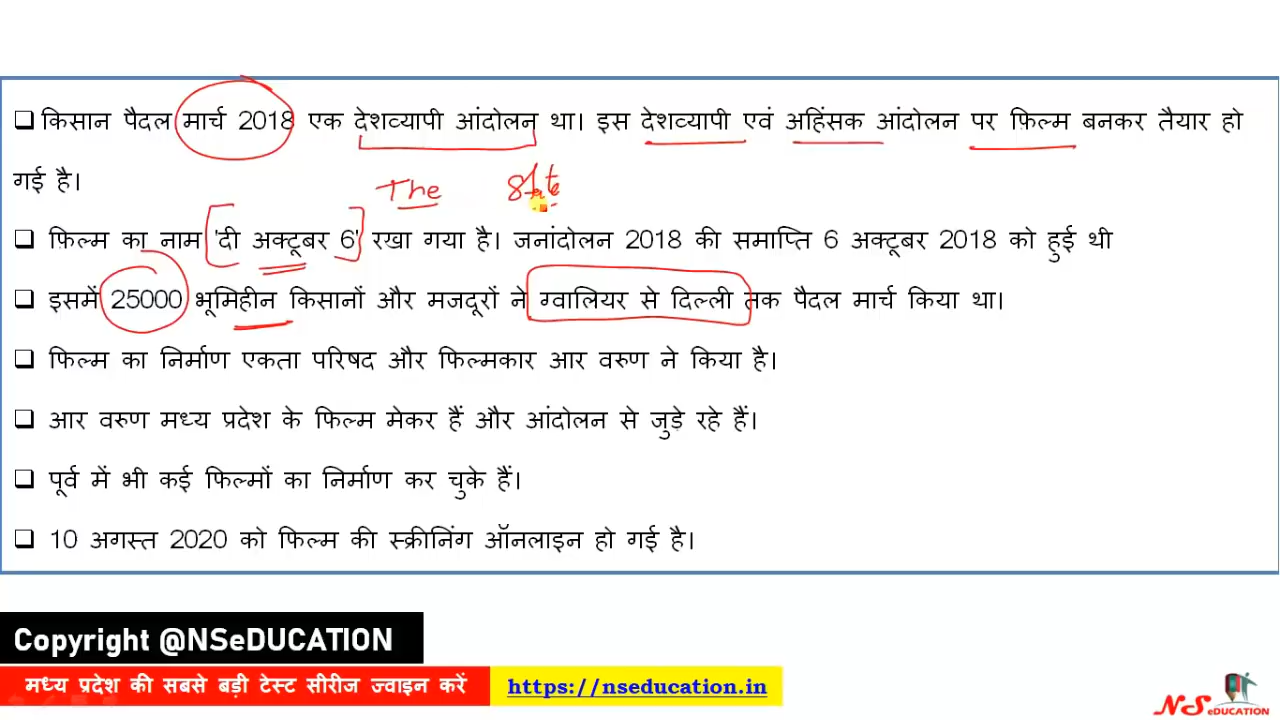 ❑ किसान पैदल मार्च 2018 एक देशव्यापी आंदोलन था। इस देशव्यापी एवं अहिंसक आंदोलन पर फ़िल्म बनकर तैयार हो
गई है।
The
❑ फ़िल्म का नाम 'दी अक्टूबर 6' रखा गया है। जनांदोलन 2018 की समाप्ति 6 अक्टूबर 2018 को हुई थी
❑ इसमें 25000 भूमिहीन किसानों और मजदूरों ने ग्वालियर से दिल्ली तक पैदल मार्च किया था।
❑ फिल्म का निर्माण एकता परिषद और फिल्मकार आर वरुण ने किया है।
❑ आर वरुण मध्य प्रदेश के फिल्म मेकर हैं और आंदोलन से जुड़े रहे हैं।
❑ पूर्व में भी कई फिल्मों का निर्माण कर चुके हैं।
❑ 10 अगस्त 2020 को फिल्म की स्क्रीनिंग ऑनलाइन हो गई है।
Copyright @NSeDUCATION
मध्य प्रदेश की सबसे बड़ी टेस्ट सीरीज ज्वाइन करें https://nseducation.in
NS eDUCATION